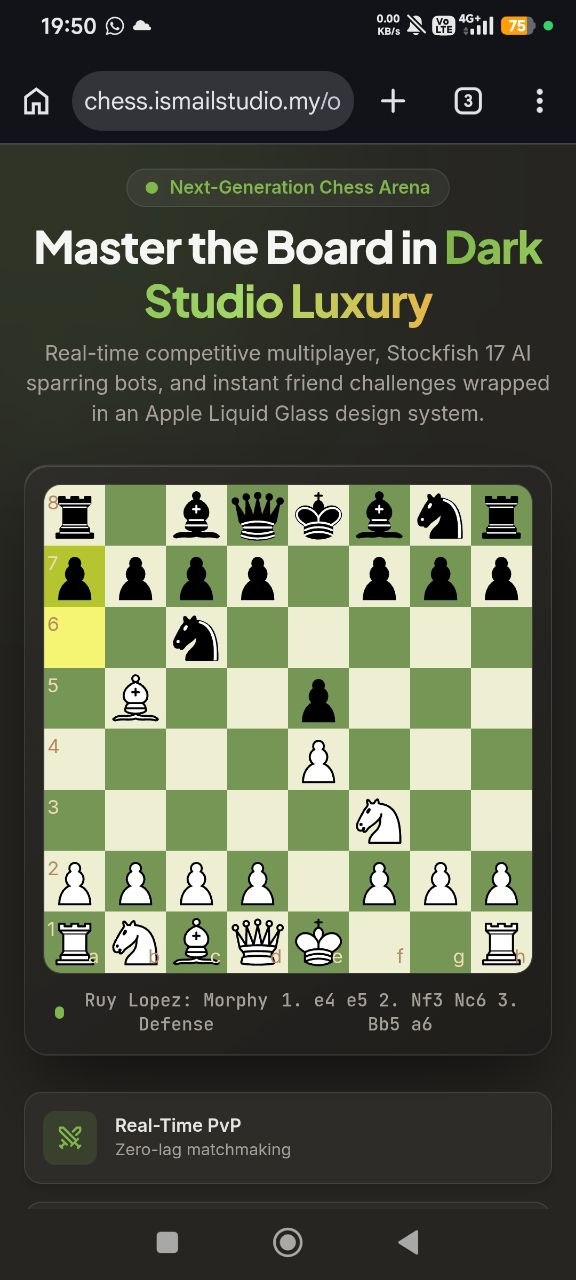 19:50
0.00 KB/s
Vo LTE
4G+
75
chess.ismailstudio.my/o
3
Next-Generation Chess Arena
Master the Board in Dark
Studio Luxury
Real-time competitive multiplayer, Stockfish 17 AI
sparring bots, and instant friend challenges wrapped
in an Apple Liquid Glass design system.
8
7
6
5
4
3
2
1
a b c d e f g h
Ruy Lopez: Morphy
Defense
1. e4 e5 2. Nf3 Nc6 3.
Bb5 a6
Real-Time PvP
Zero-lag matchmaking